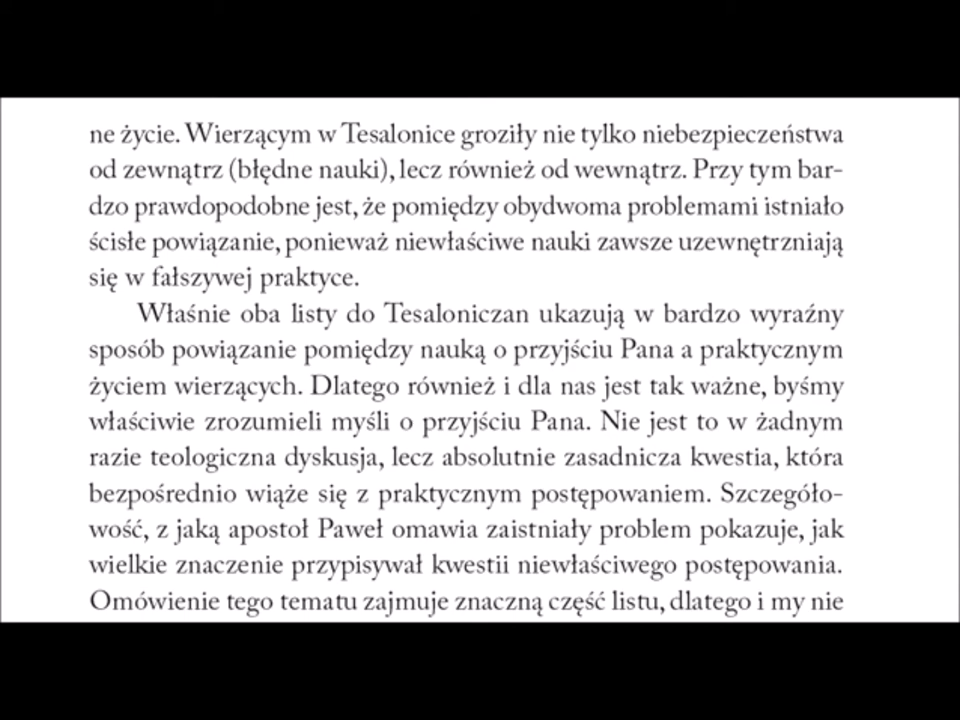 ne życie. Wierzącym w Tesalonice groziły nie tylko niebezpieczeństwa
od zewnątrz (błędne nauki), lecz również od wewnątrz. Przy tym bar-
dzo prawdopodobne jest, że pomiędzy obydwoma problemami istniało
ścisłe powiązanie, ponieważ niewłaściwe nauki zawsze uzewnętrzniają
się w fałszywej praktyce.
Właśnie oba listy do Tesaloniczan ukazują w bardzo wyraźny
sposób powiązanie pomiędzy nauką o przyjściu Pana a praktycznym
życiem wierzących. Dlatego również i dla nas jest tak ważne, byśmy
właściwie zrozumieli myśli o przyjściu Pana. Nie jest to w żadnym
razie teologiczna dyskusja, lecz absolutnie zasadnicza kwestia, która
bezpośrednio wiąże się z praktycznym postępowaniem. Szczegóło-
wość, z jaką apostoł Paweł omawia zaistniały problem pokazuje, jak
wielkie znaczenie przypisywał kwestii niewłaściwego postępowania.
Omówienie tego tematu zajmuje znaczną część listu, dlatego i my nie